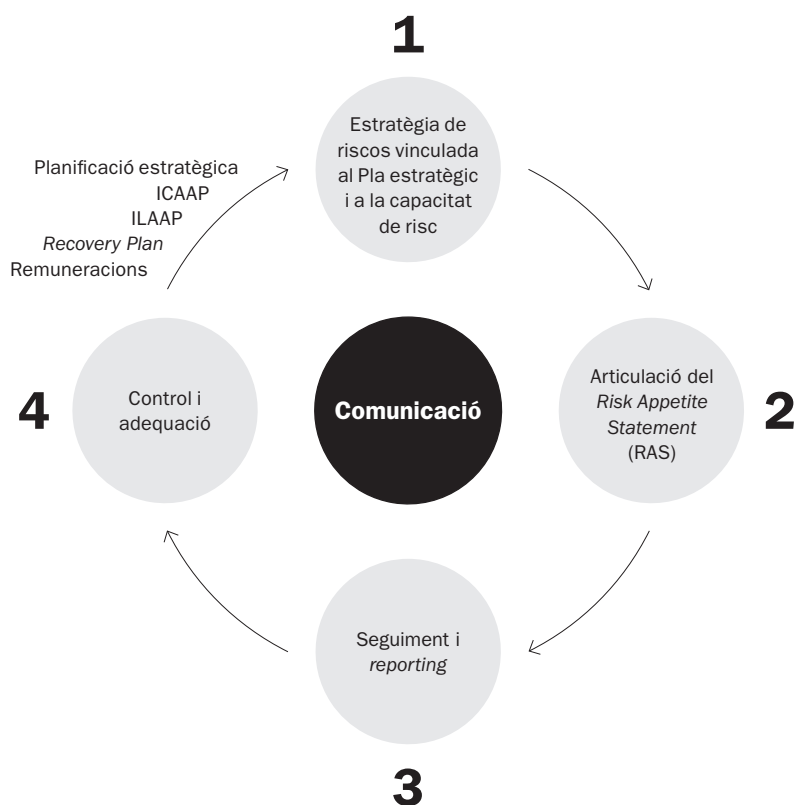 1
Estratègia de
riscos vinculada
al Pla estratègic
i a la capacitat
de risc
Planificació estratègica
ICAAP
ILAAP
Recovery Plan
Remuneracions
4
Control i
adequació
Comunicació
Articulació del
Risk Appetite
Statement
(RAS)
2
Seguiment i
reporting
3